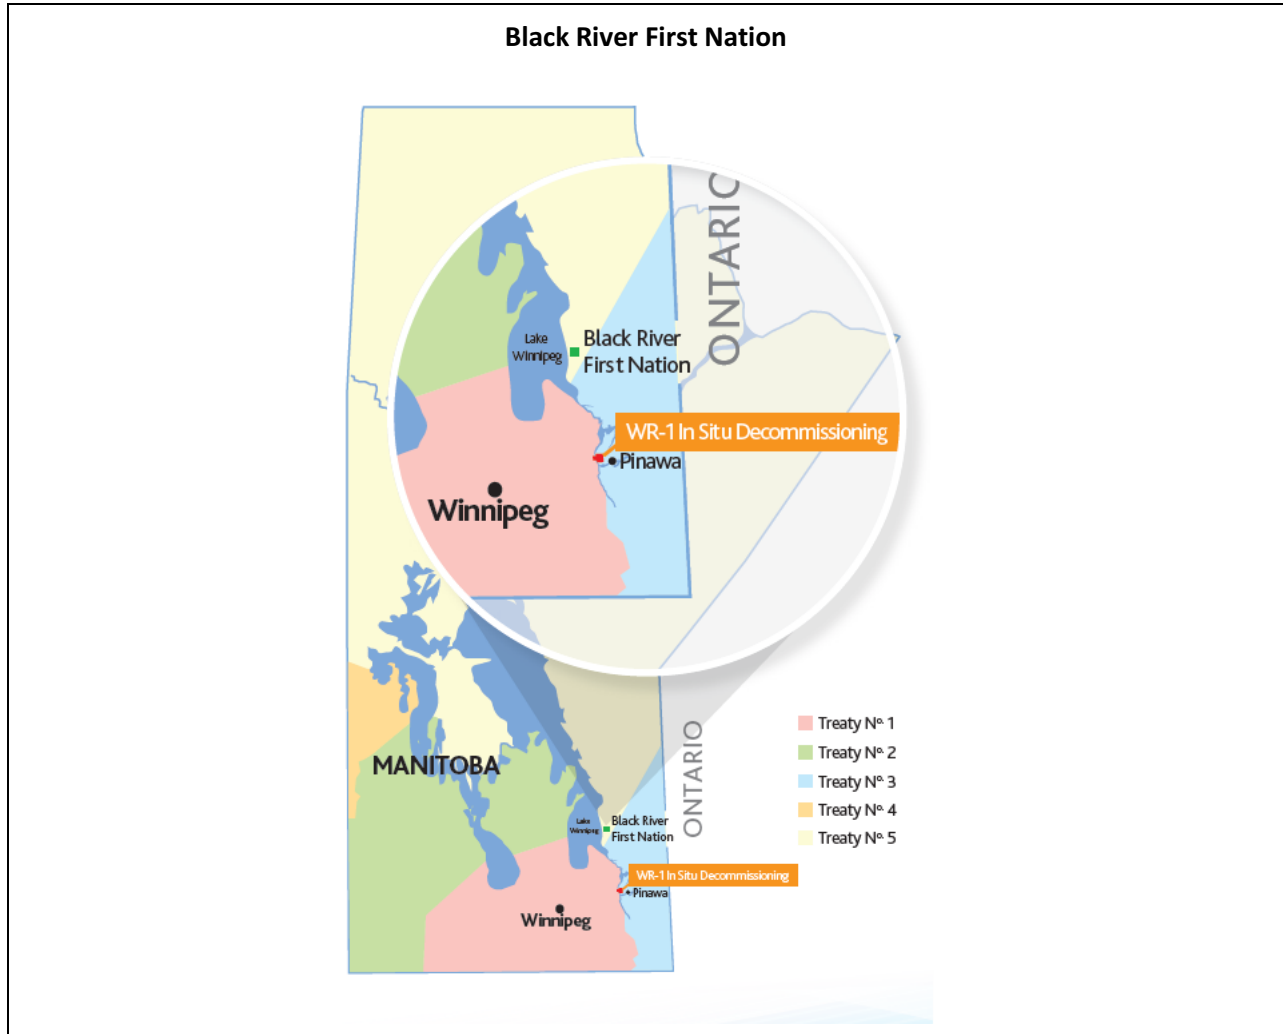 Black River First Nation
ONTARIO
Lake
Winnipeg
Black River
First Nation
WR-1 In Situ Decommissioning
Pinawa
Winnipeg
MANITOBA
ONTARIO
Treaty Nº 1
Treaty Nº 2
Treaty Nº 3
Treaty Nº 4
Treaty Nº 5
Lake
Winnipeg
Black River
First Nation
WR-1 In Situ Decommissioning
Pinawa
Winnipeg